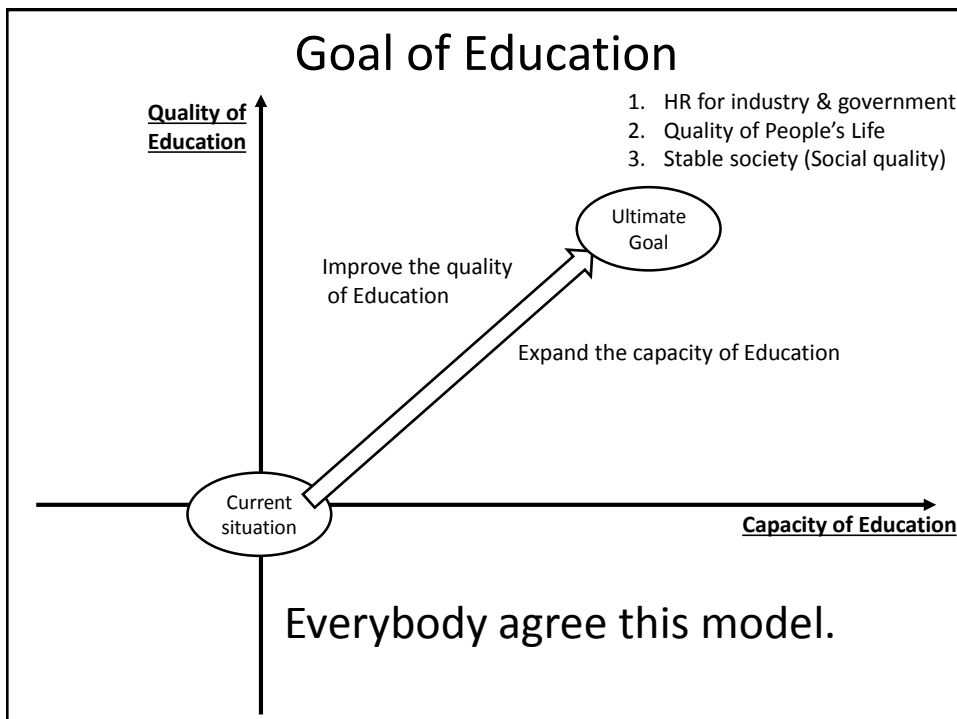 Goal of Education
Quality of
Education
1. HR for industry & government
2. Quality of People's Life
3. Stable society (Social quality)
Ultimate
Goal
Improve the quality
of Education
Expand the capacity of Education
Current
situation
Capacity of Education
Everybody agree this model.